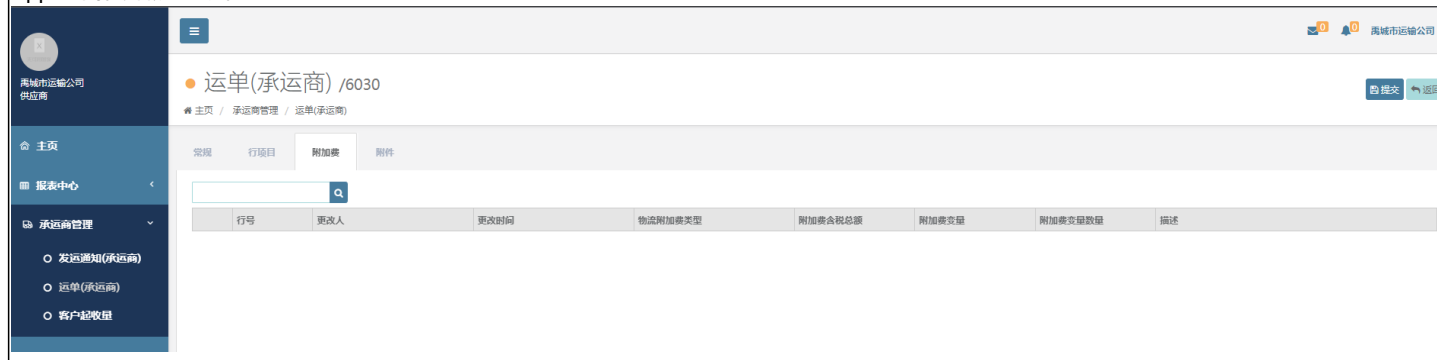 0 0 禹城市运输公司
禹城市运输公司
供应商
运单(承运商) /6030
提交 返回
主页 / 承运商管理 / 运单(承运商)
主页
常规 行项目 附加费 附件
报表中心
行号 更改人 更改时间 物流附加费类型 附加费含税总额 附加费变量 附加费变量数量 描述
承运商管理
发运通知(承运商)
运单(承运商)
客户起收量